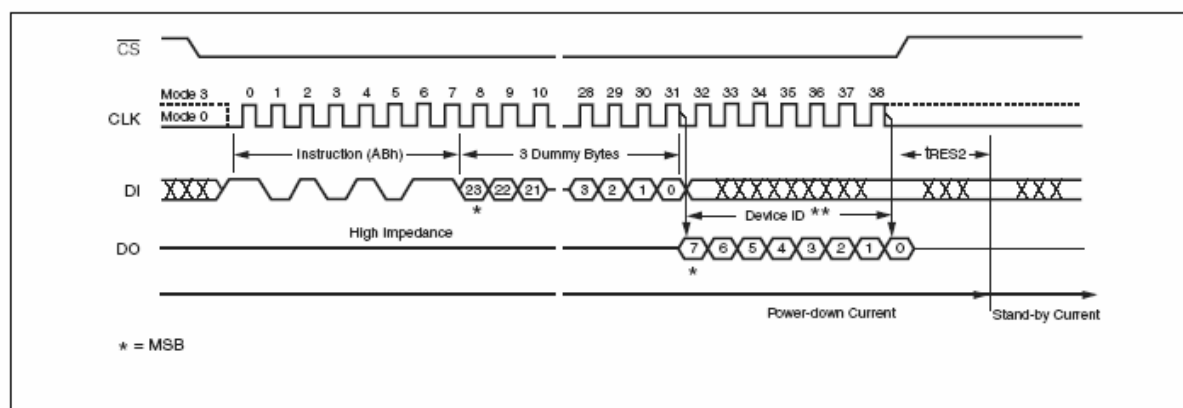 CS
Mode 3 0 1 2 3 4 5 6 7 8 9 10 28 29 30 31 32 33 34 35 36 37 38
CLK Mode 0
Instruction (ABh) 3 Dummy Bytes tRES2
DI 23 22 21 3 2 1 0
* Device ID **
High Impedance
DO 7 6 5 4 3 2 1 0
*
Power-down Current Stand-by Current
* = MSB